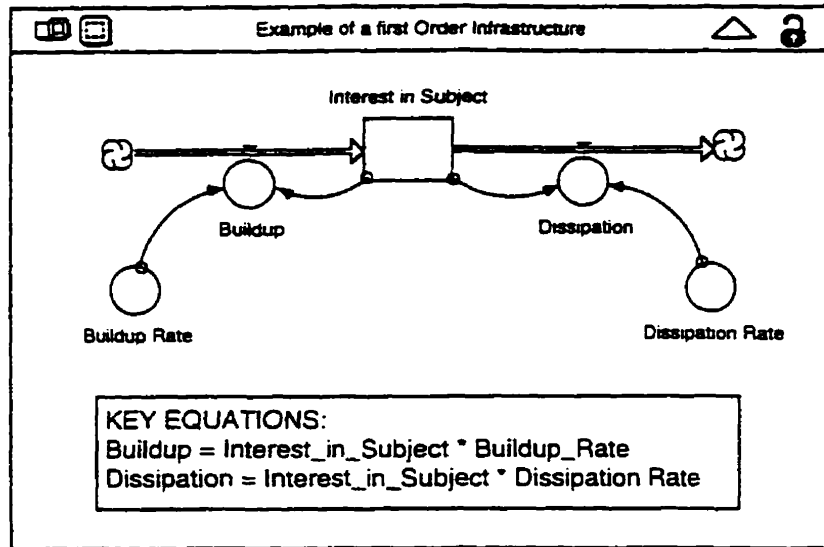 Example of a first Order Infrastructure
Interest in Subject
Buildup
Dissipation
Buildup Rate
Dissipation Rate
KEY EQUATIONS:
Buildup = Interest_in_Subject * Buildup_Rate
Dissipation = Interest_in_Subject * Dissipation Rate